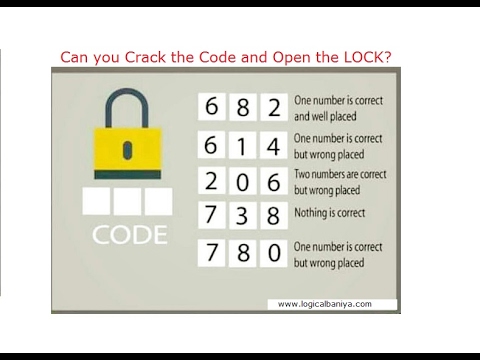 Can you Crack the Code and Open the LOCK?
6 8 2 One number is correct
and well placed
6 1 4 One number is correct
but wrong placed
2 0 6 Two numbers are correct
but wrong placed
7 3 8 Nothing is correct
CODE
7 8 0 One number is correct
but wrong placed
www.logicalbaniya.com